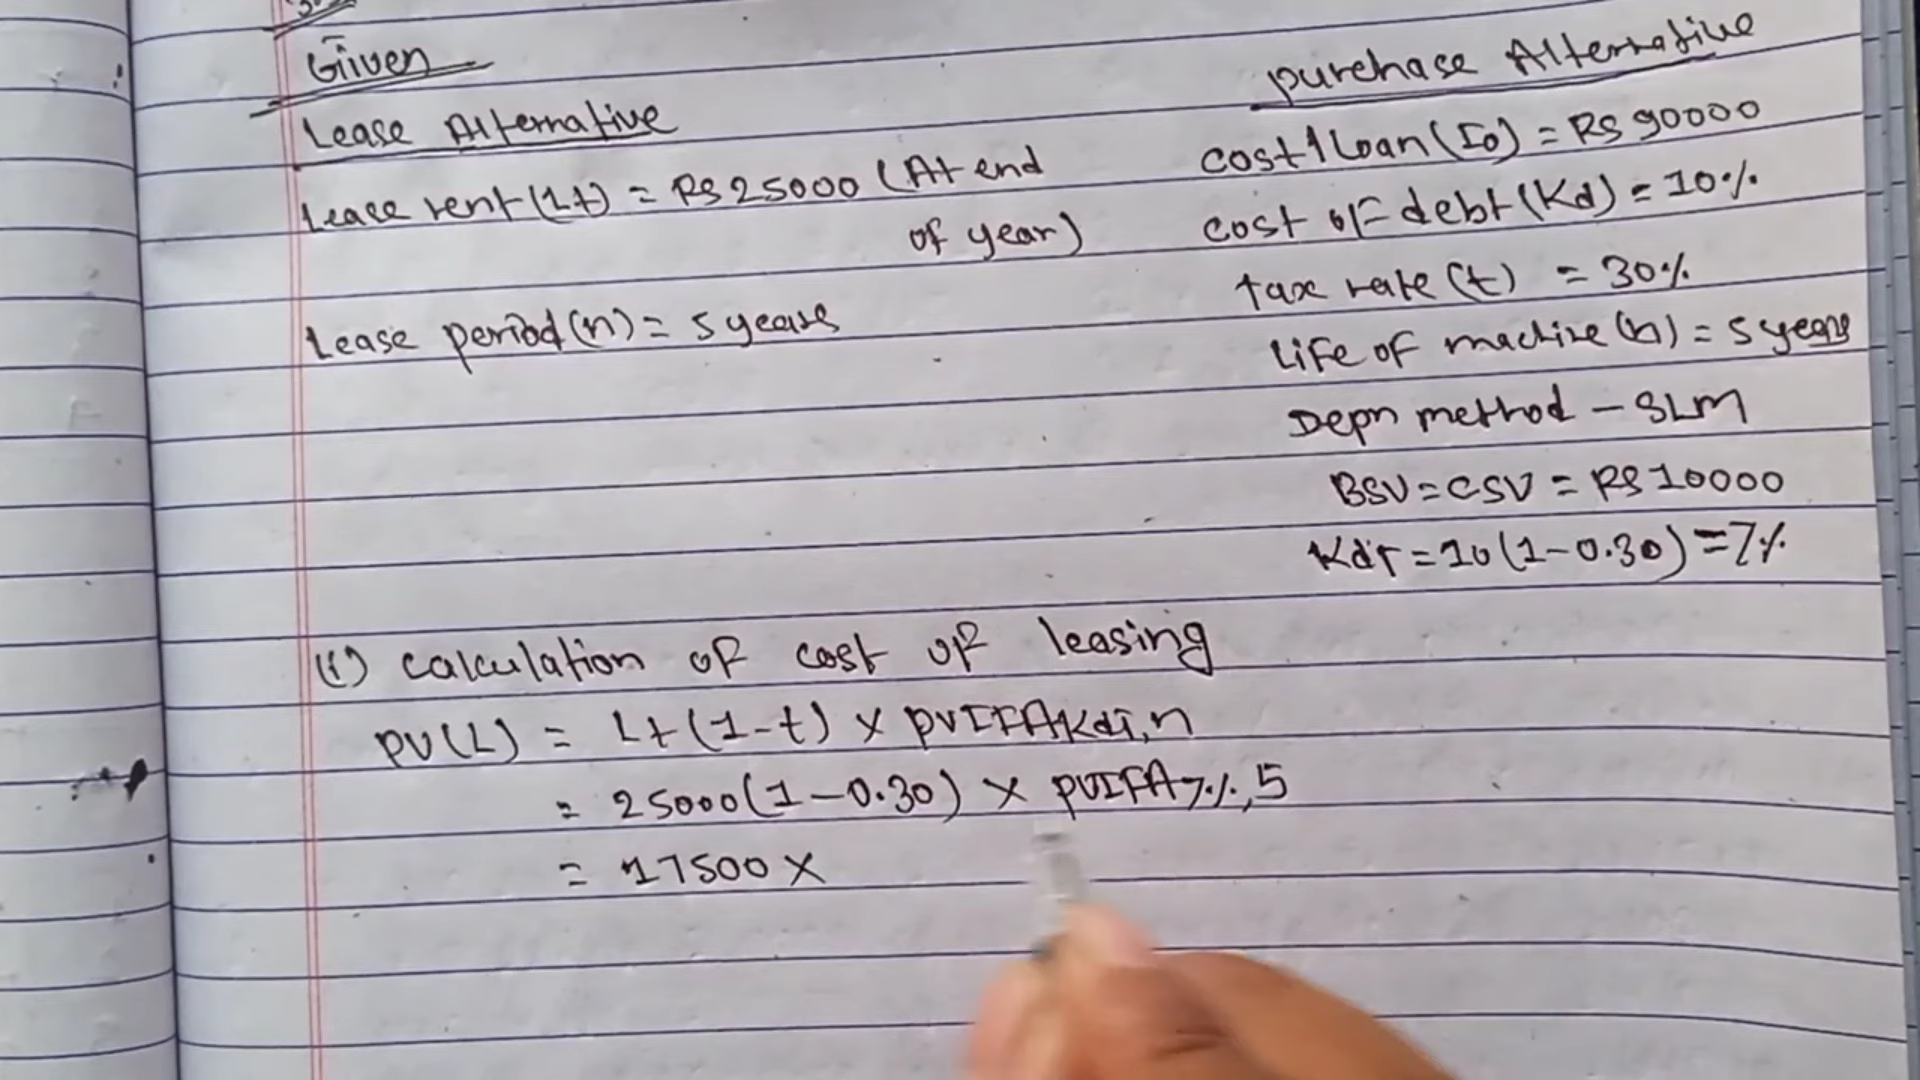 Given
Lease Alternative
Lease rent (Lt) = RS 25000 (At end
of year)
Lease period (n) = 5 years
purchase Alternative
cost/Loan (I0) = RS 90000
cost of debt (Kd) = 10%
tax rate (t) = 30%
Life of machine (n) = 5 years
Depn method - SLM
BSV = CSV = RS 10000
KdT = 10(1-0.30) = 7%
(i) calculation of cost of leasing
PV(L) = Lt (1-t) × PVIFAKdt,n
= 25000 (1-0.30) × PVIFA7%,5
= 17500 ×